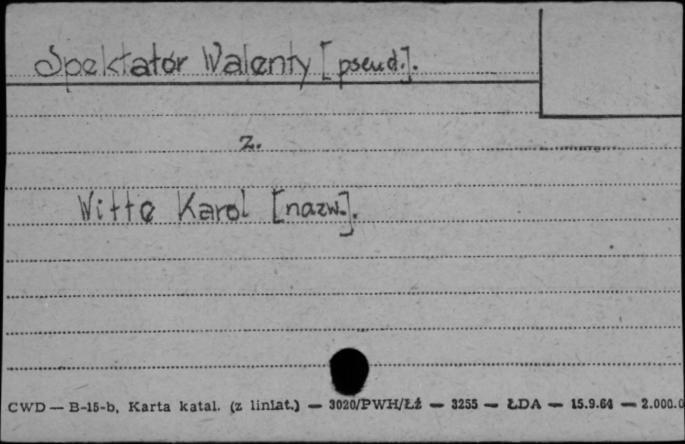 Spektator Walenty [pseud.].
z.
Witte Karol [nazw.].
CWD — B-15-b, Karta katal. (z liniat.) — 3020/PWH/Łź — 3255 — ŁDA — 15.9.64 — 2.000.0